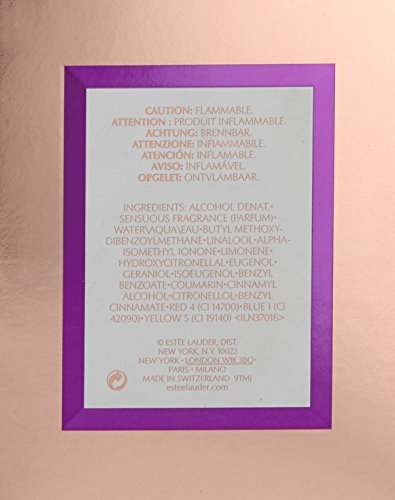 CAUTION: FLAMMABLE.
ATTENTION : PRODUIT INFLAMMABLE.
ACHTUNG: BRENNBAR.
ATTENZIONE: INFIAMMABILE.
ATENCIÓN: INFLAMABLE.
AVISO: INFLAMÁVEL.
OPGELET: ONTVLAMBAAR.
INGREDIENTS: ALCOHOL DENAT.•
SENSUOUS FRAGRANCE (PARFUM)•
WATER\AQUA\EAU•BUTYL METHOXY-
DIBENZOYLMETHANE•LINALOOL•ALPHA-
ISOMETHYL IONONE•LIMONENE•
HYDROXYCITRONELLAL•EUGENOL•
GERANIOL•ISOEUGENOL•BENZYL
BENZOATE•COUMARIN•CINNAMYL
ALCOHOL•CITRONELLOL•BENZYL
CINNAMATE•RED 4 (CI 14700)•BLUE 1 (CI
42090)•YELLOW 5 (CI 19140) <ILN37016>
© ESTÉE LAUDER, DIST.
NEW YORK, N.Y. 10022
NEW YORK • LONDON W1K 3BQ•
PARIS • MILANO
MADE IN SWITZERLAND 9TMJ
esteelauder.com